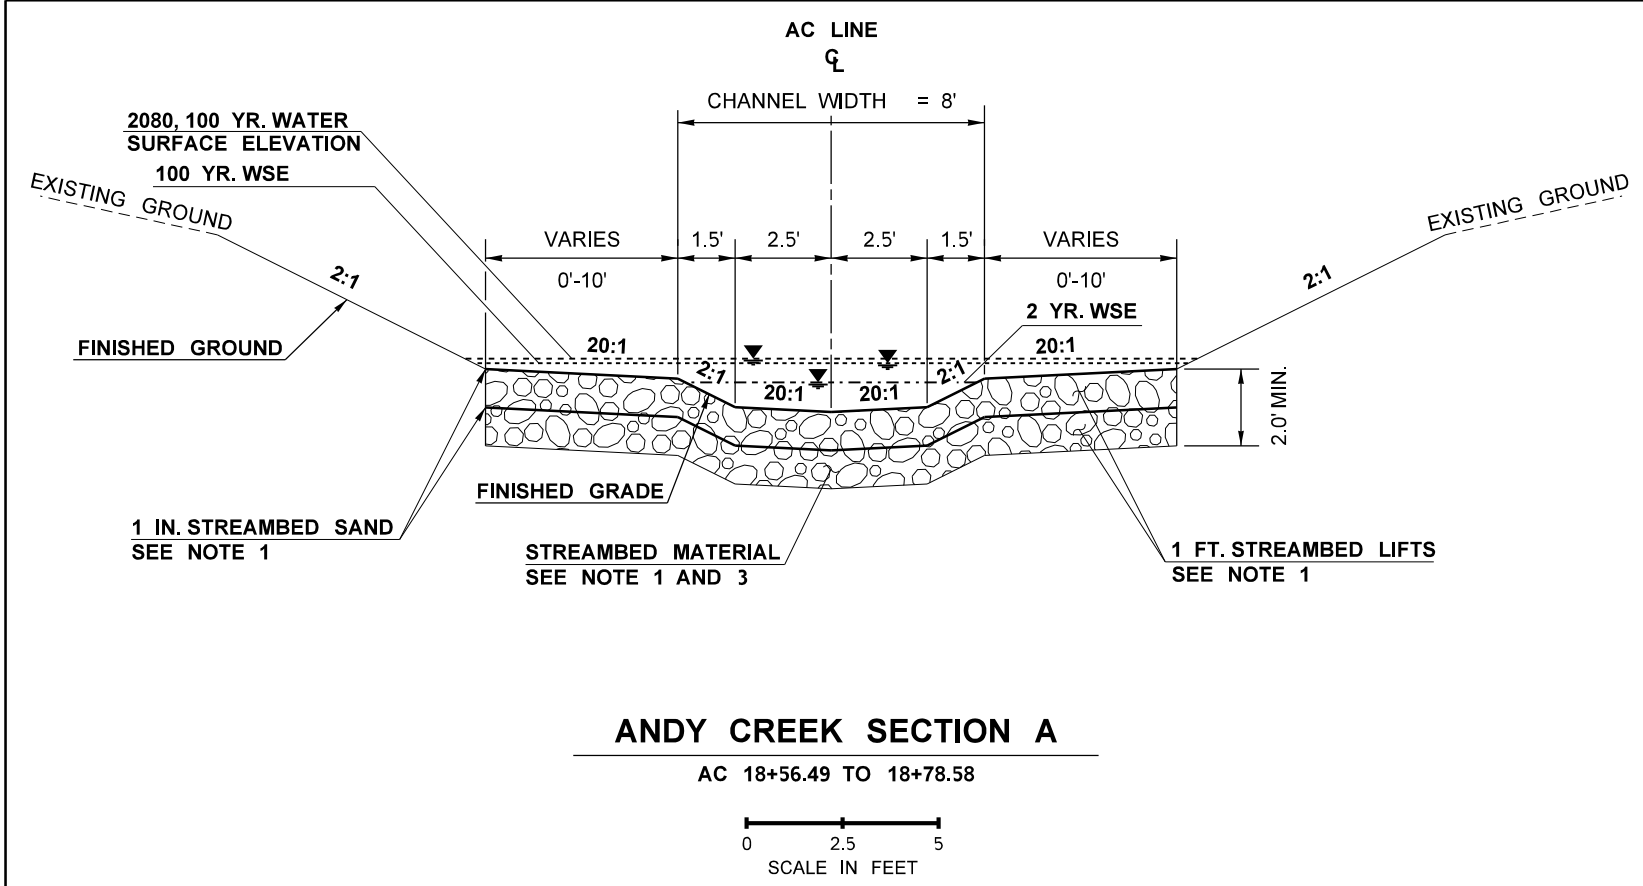 AC LINE
CL
CHANNEL WIDTH = 8'
2080, 100 YR. WATER
SURFACE ELEVATION
100 YR. WSE
EXISTING GROUND
EXISTING GROUND
VARIES
1.5'
2.5'
2.5'
1.5'
VARIES
0'-10'
0'-10'
2:1
2:1
2 YR. WSE
FINISHED GROUND
20:1
20:1
2:1
2:1
20:1
20:1
2.0' MIN.
FINISHED GRADE
1 IN. STREAMBED SAND
SEE NOTE 1
STREAMBED MATERIAL
SEE NOTE 1 AND 3
1 FT. STREAMBED LIFTS
SEE NOTE 1
ANDY CREEK SECTION A
AC 18+56.49 TO 18+78.58
0 2.5 5
SCALE IN FEET